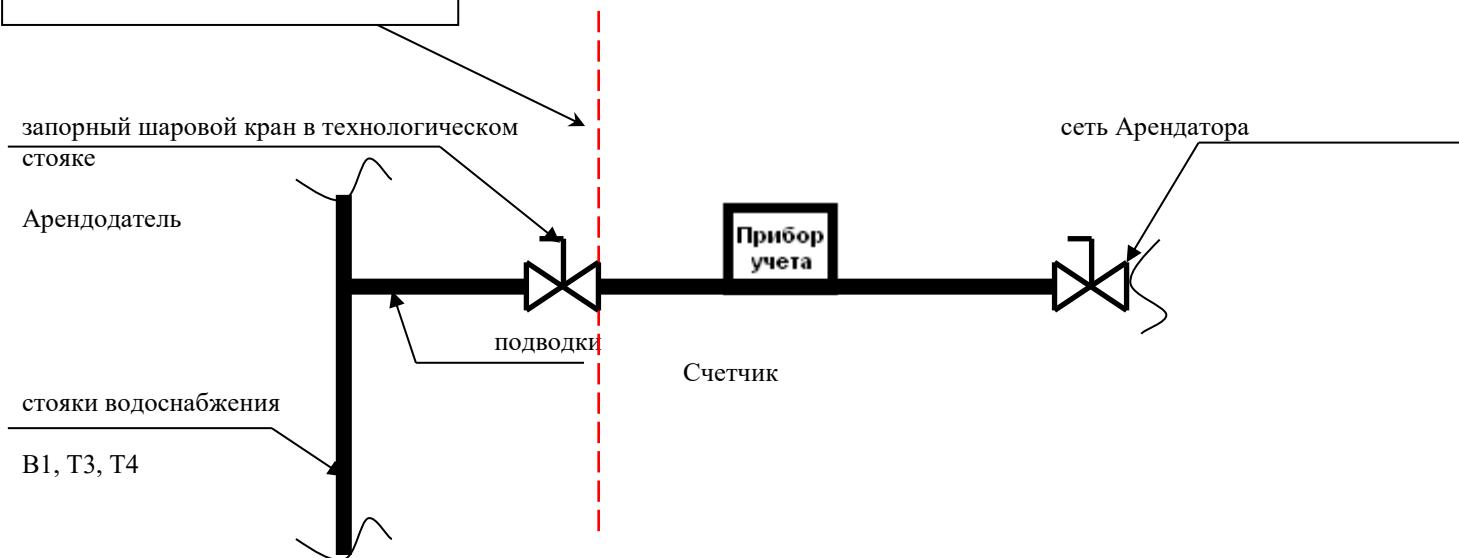 запорный шаровой кран в технологическом
стояке
сеть Арендатора
Арендодатель
Прибор
учета
подводки
Счетчик
стояки водоснабжения
В1, Т3, Т4